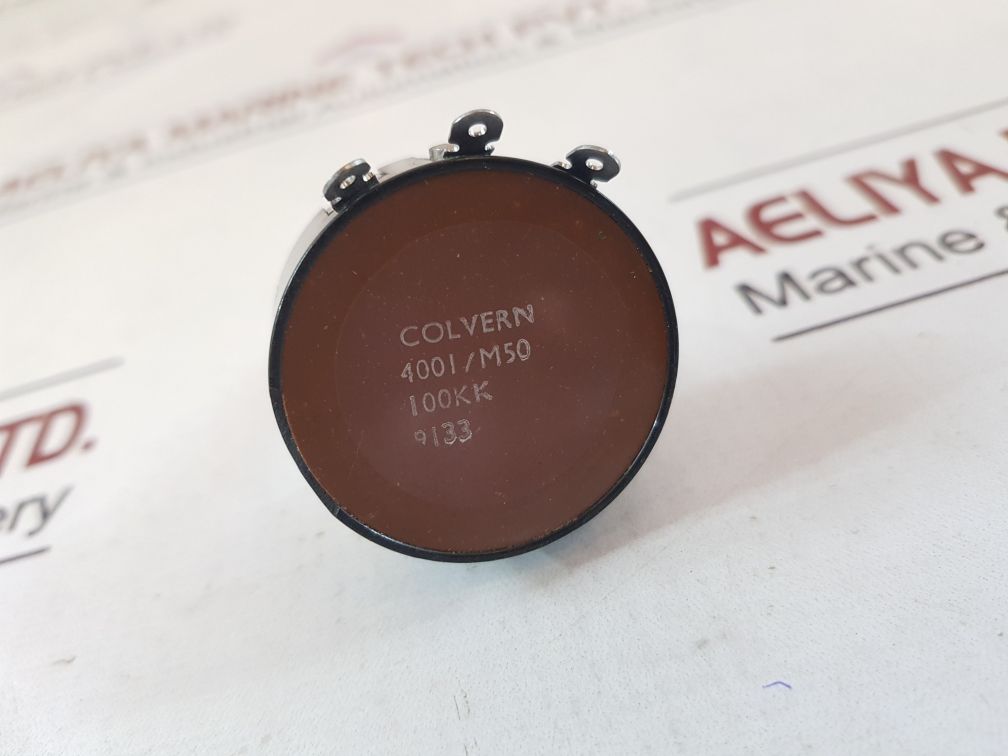 COLVERN
4001/M50
100KK
9133
AELIYA
Marine &
TD.
ery